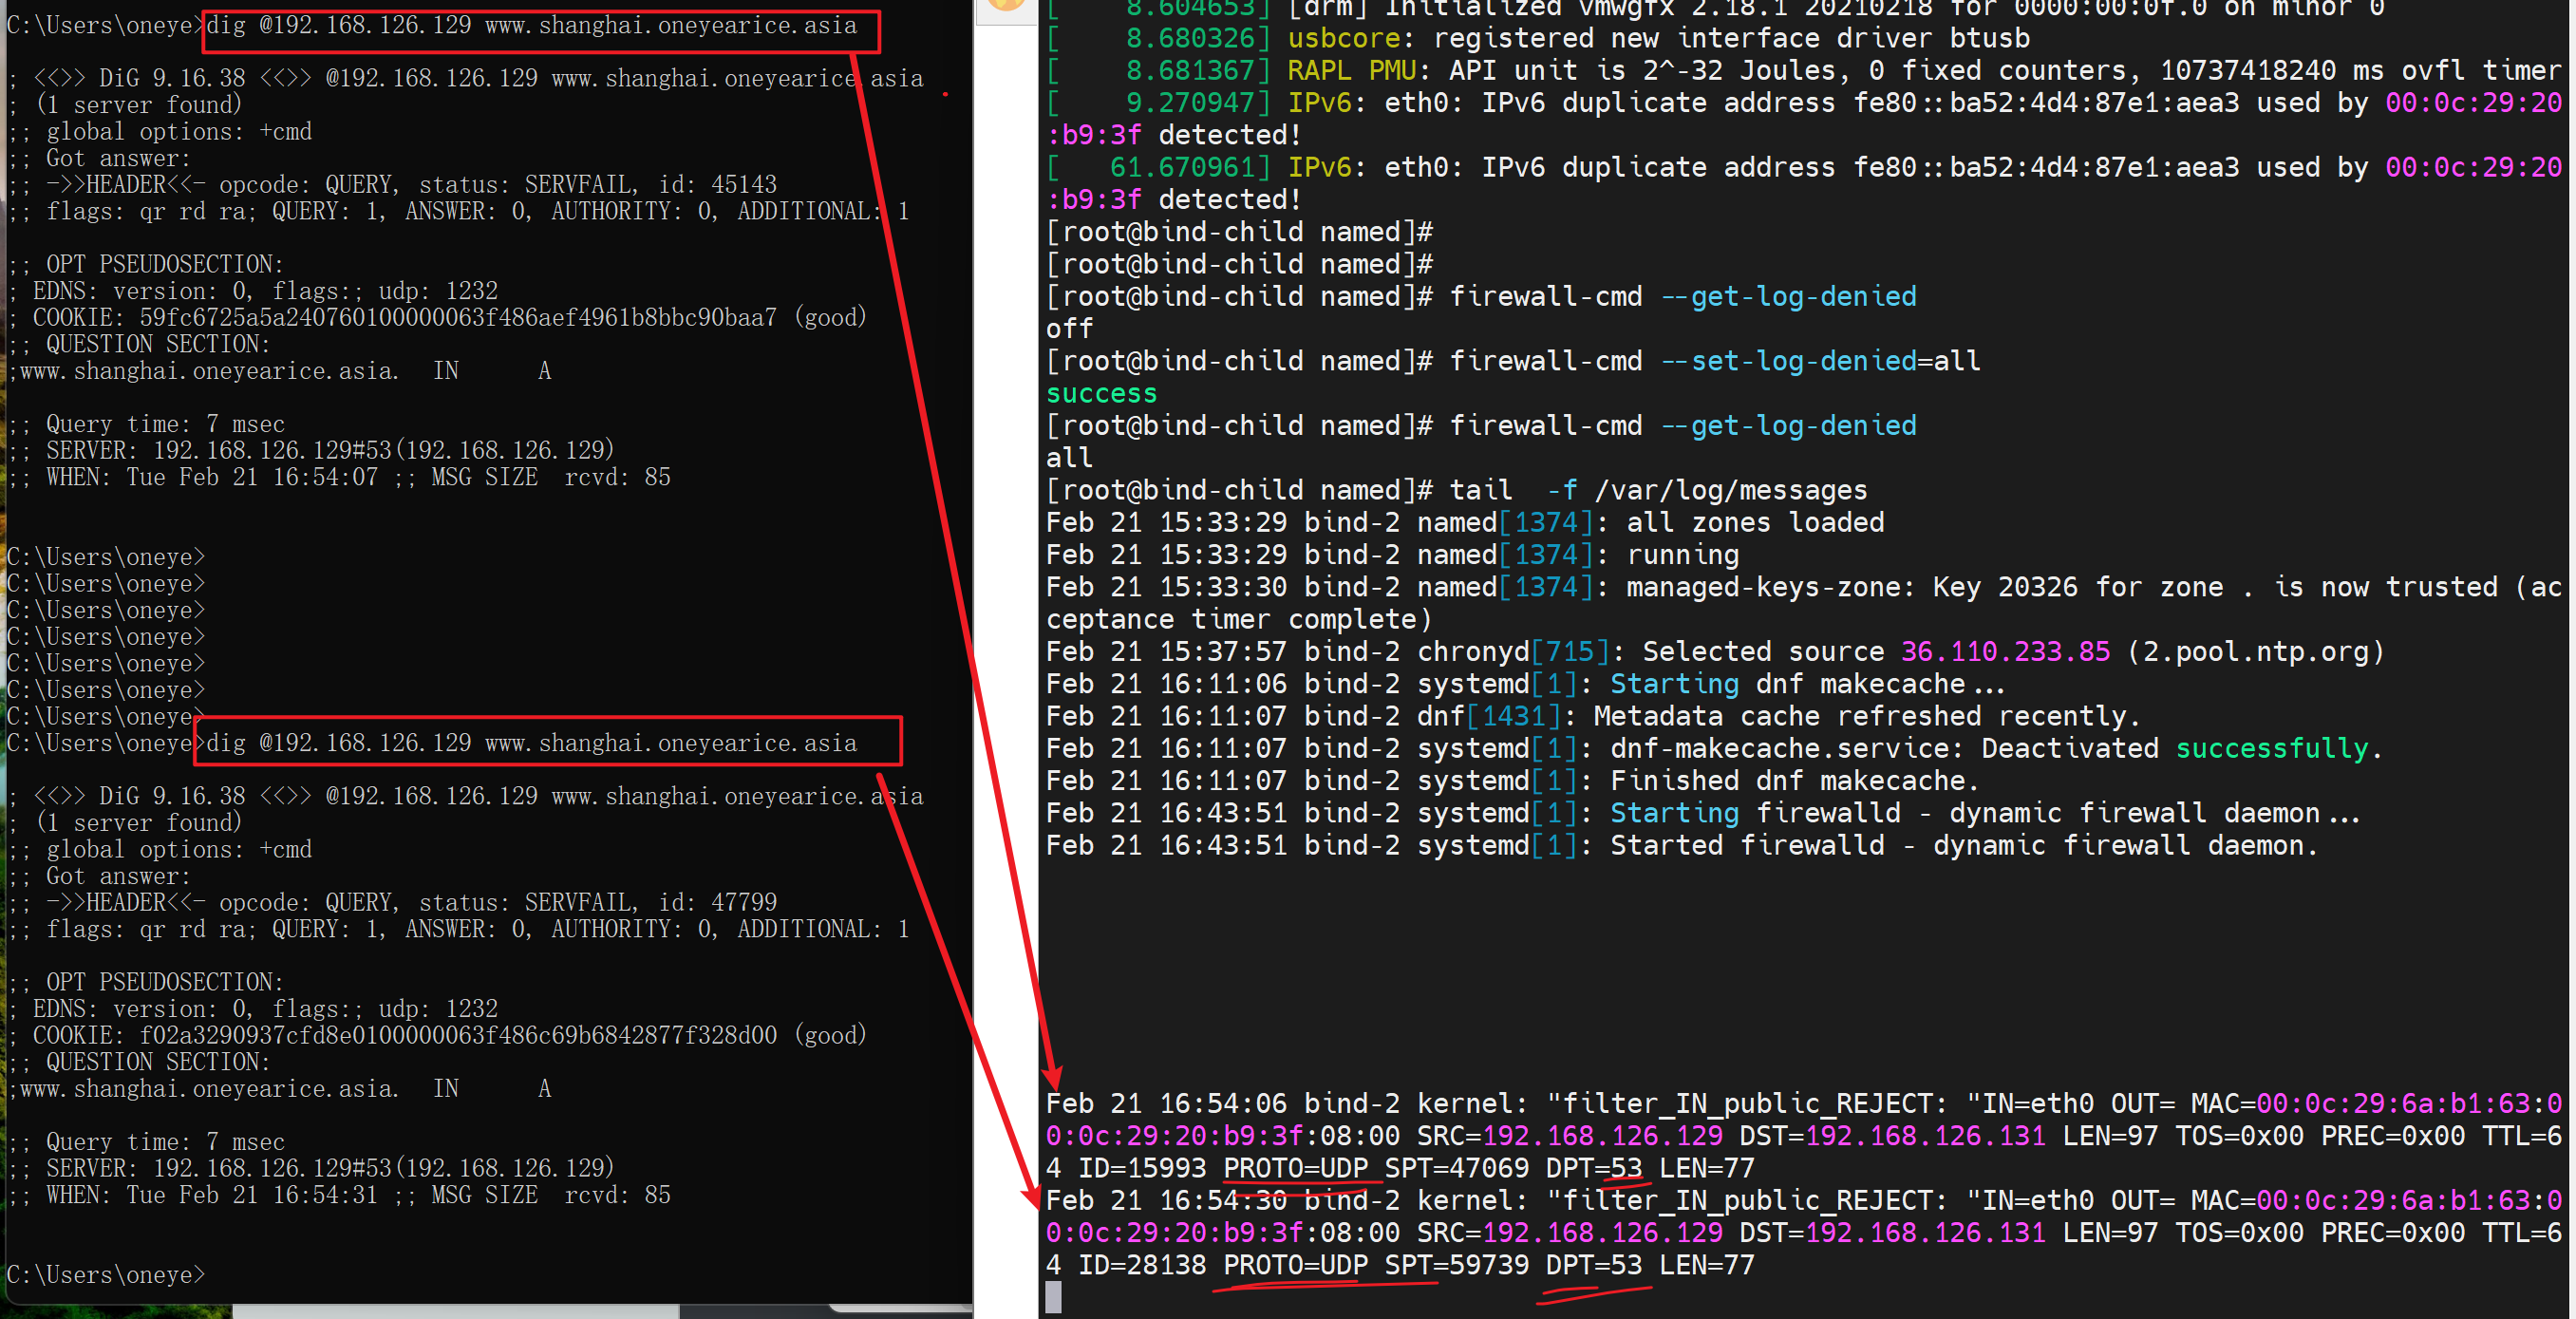 C:\Users\oneye>dig @192.168.126.129 www.shanghai.oneyearice.asia
; <<>> DiG 9.16.38 <<>> @192.168.126.129 www.shanghai.oneyearice.asia
; (1 server found)
;; global options: +cmd
;; Got answer:
;; ->>HEADER<<- opcode: QUERY, status: SERVFAIL, id: 45143
;; flags: qr rd ra; QUERY: 1, ANSWER: 0, AUTHORITY: 0, ADDITIONAL: 1
;; OPT PSEUDOSECTION:
; EDNS: version: 0, flags:; udp: 1232
; COOKIE: 59fc6725a5a240760100000063f486aef4961b8bbc90baa7 (good)
;; QUESTION SECTION:
;www.shanghai.oneyearice.asia.  IN      A
;; Query time: 7 msec
;; SERVER: 192.168.126.129#53(192.168.126.129)
;; WHEN: Tue Feb 21 16:54:07 ;; MSG SIZE  rcvd: 85
C:\Users\oneye>
C:\Users\oneye>
C:\Users\oneye>
C:\Users\oneye>
C:\Users\oneye>
C:\Users\oneye>
C:\Users\oneye>
C:\Users\oneye>dig @192.168.126.129 www.shanghai.oneyearice.asia
; <<>> DiG 9.16.38 <<>> @192.168.126.129 www.shanghai.oneyearice.asia
; (1 server found)
;; global options: +cmd
;; Got answer:
;; ->>HEADER<<- opcode: QUERY, status: SERVFAIL, id: 47799
;; flags: qr rd ra; QUERY: 1, ANSWER: 0, AUTHORITY: 0, ADDITIONAL: 1
;; OPT PSEUDOSECTION:
; EDNS: version: 0, flags:; udp: 1232
; COOKIE: f02a3290937cfd8e0100000063f486c69b6842877f328d00 (good)
;; QUESTION SECTION:
;www.shanghai.oneyearice.asia.  IN      A
;; Query time: 7 msec
;; SERVER: 192.168.126.129#53(192.168.126.129)
;; WHEN: Tue Feb 21 16:54:31 ;; MSG SIZE  rcvd: 85
C:\Users\oneye>
[    8.604653] [drm] Initialized vmwgfx 2.18.1 20210218 for 0000:00:0f.0 on minor 0
[    8.680326] usbcore: registered new interface driver btusb
[    8.681367] RAPL PMU: API unit is 2^-32 Joules, 0 fixed counters, 10737418240 ms ovfl timer
[    9.270947] IPv6: eth0: IPv6 duplicate address fe80::ba52:4d4:87e1:aea3 used by 00:0c:29:20
:b9:3f detected!
[   61.670961] IPv6: eth0: IPv6 duplicate address fe80::ba52:4d4:87e1:aea3 used by 00:0c:29:20
:b9:3f detected!
[root@bind-child named]#
[root@bind-child named]#
[root@bind-child named]# firewall-cmd --get-log-denied
off
[root@bind-child named]# firewall-cmd --set-log-denied=all
success
[root@bind-child named]# firewall-cmd --get-log-denied
all
[root@bind-child named]# tail  -f /var/log/messages
Feb 21 15:33:29 bind-2 named[1374]: all zones loaded
Feb 21 15:33:29 bind-2 named[1374]: running
Feb 21 15:33:30 bind-2 named[1374]: managed-keys-zone: Key 20326 for zone . is now trusted (ac
ceptance timer complete)
Feb 21 15:37:57 bind-2 chronyd[715]: Selected source 36.110.233.85 (2.pool.ntp.org)
Feb 21 16:11:06 bind-2 systemd[1]: Starting dnf makecache...
Feb 21 16:11:07 bind-2 dnf[1431]: Metadata cache refreshed recently.
Feb 21 16:11:07 bind-2 systemd[1]: dnf-makecache.service: Deactivated successfully.
Feb 21 16:11:07 bind-2 systemd[1]: Finished dnf makecache.
Feb 21 16:43:51 bind-2 systemd[1]: Starting firewalld - dynamic firewall daemon...
Feb 21 16:43:51 bind-2 systemd[1]: Started firewalld - dynamic firewall daemon.
Feb 21 16:54:06 bind-2 kernel: "filter_IN_public_REJECT: "IN=eth0 OUT= MAC=00:0c:29:6a:b1:63:0
0:0c:29:20:b9:3f:08:00 SRC=192.168.126.129 DST=192.168.126.131 LEN=97 TOS=0x00 PREC=0x00 TTL=6
4 ID=15993 PROTO=UDP SPT=47069 DPT=53 LEN=77
Feb 21 16:54:30 bind-2 kernel: "filter_IN_public_REJECT: "IN=eth0 OUT= MAC=00:0c:29:6a:b1:63:0
0:0c:29:20:b9:3f:08:00 SRC=192.168.126.129 DST=192.168.126.131 LEN=97 TOS=0x00 PREC=0x00 TTL=6
4 ID=28138 PROTO=UDP SPT=59739 DPT=53 LEN=77